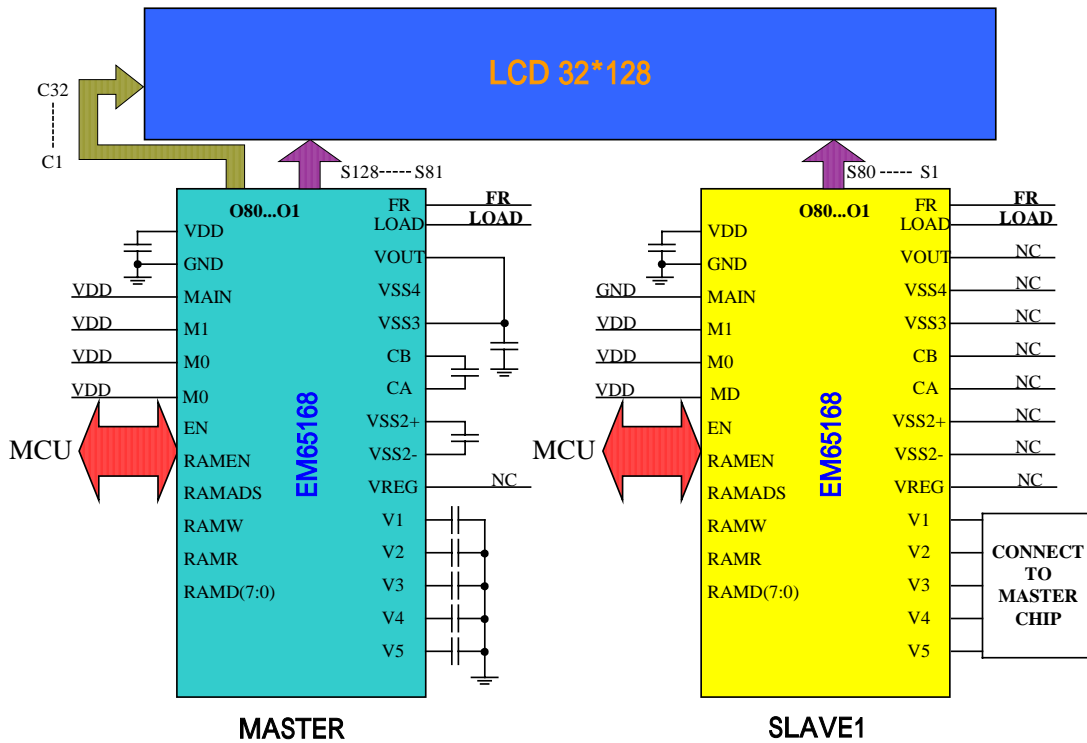 LCD 32*128
C32
C1
S128----- S81
S80 ----- S1
O80...O1
VDD
GND
VDD
MAIN
VDD
M1
VDD
M0
VDD
M0
MCU
EN
RAMEN
RAMADS
RAMW
RAMR
RAMD(7:0)
EM65168
FR
FR
LOAD
LOAD
VOUT
VSS4
VSS3
CB
CA
VSS2+
VSS2-
VREG
NC
V1
V2
V3
V4
V5
MASTER
O80...O1
VDD
GND
GND
MAIN
VDD
M1
VDD
M0
VDD
MD
MCU
EN
RAMEN
RAMADS
RAMW
RAMR
RAMD(7:0)
EM65168
FR
FR
LOAD
LOAD
VOUT
NC
VSS4
NC
VSS3
NC
CB
NC
CA
NC
VSS2+
NC
VSS2-
NC
VREG
NC
V1
V2
V3
V4
V5
CONNECT
TO
MASTER
CHIP
SLAVE1